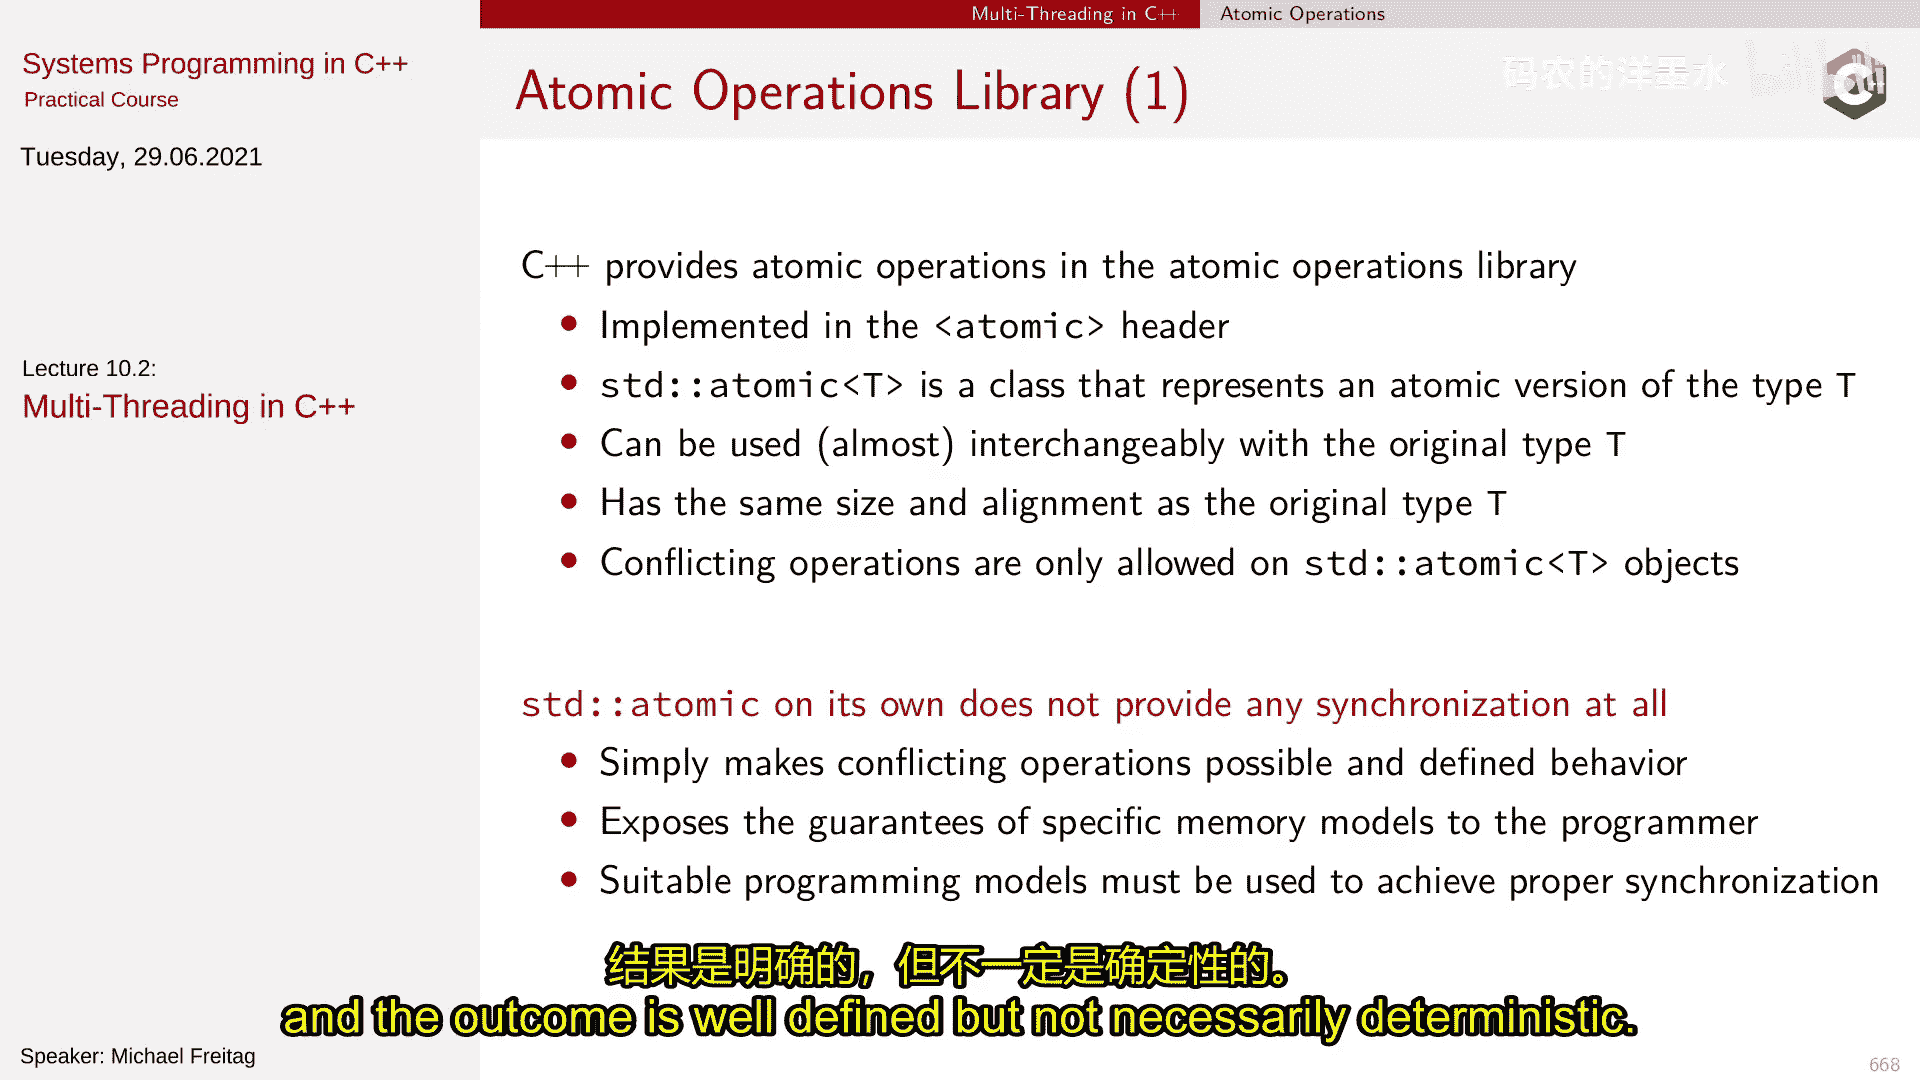 Multi-Threading in C++ Atomic Operations
Systems Programming in C++
Practical Course
Tuesday, 29.06.2021
Atomic Operations Library (1)
码农的洋墨水
C++ provides atomic operations in the atomic operations library
• Implemented in the <atomic> header
• std::atomic<T> is a class that represents an atomic version of the type T
• Can be used (almost) interchangeably with the original type T
• Has the same size and alignment as the original type T
• Conflicting operations are only allowed on std::atomic<T> objects
Lecture 10.2:
Multi-Threading in C++
std::atomic on its own does not provide any synchronization at all
• Simply makes conflicting operations possible and defined behavior
• Exposes the guarantees of specific memory models to the programmer
• Suitable programming models must be used to achieve proper synchronization
结果是明确的，但不一定是确定性的。
and the outcome is well defined but not necessarily deterministic.
Speaker: Michael Freitag
668